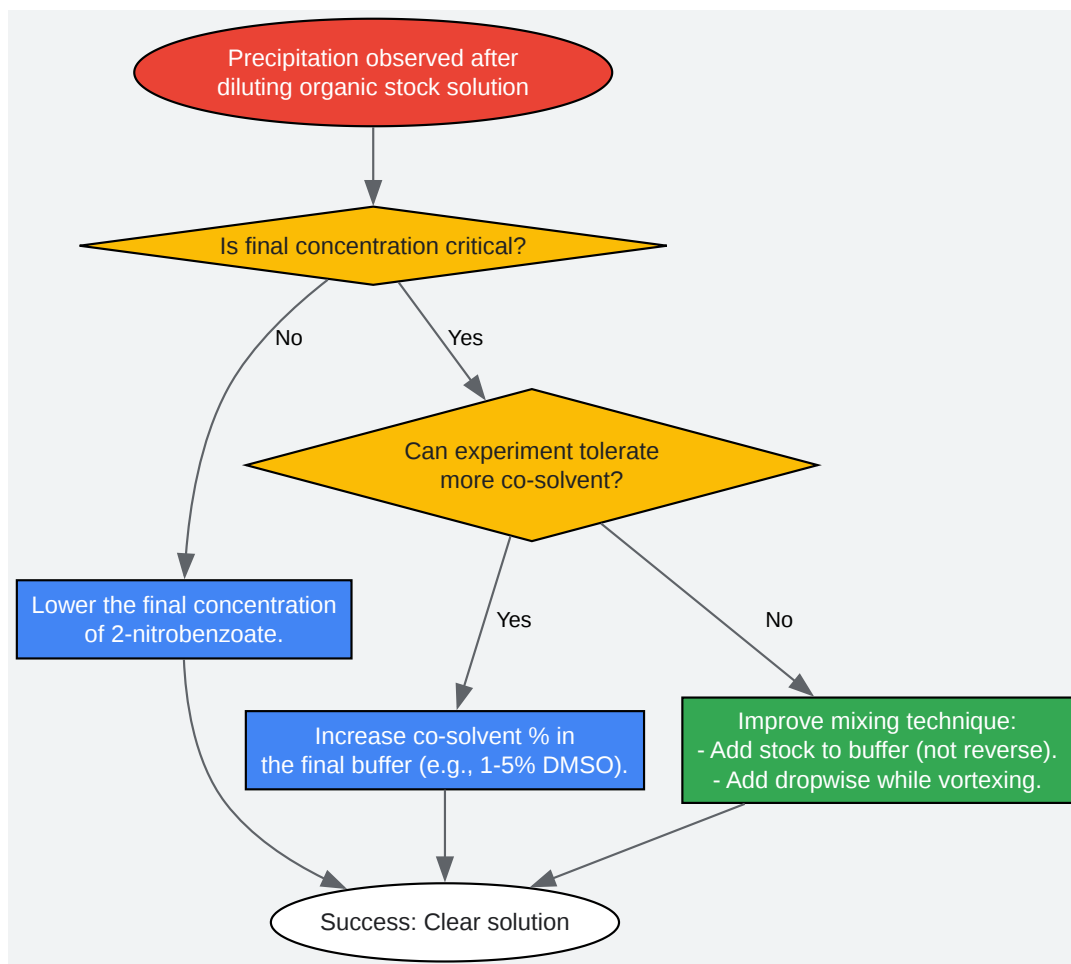 Precipitation observed after
diluting organic stock solution
Is final concentration critical?
No
Yes
Can experiment tolerate
more co-solvent?
Lower the final concentration
of 2-nitrobenzoate.
Yes
No
Increase co-solvent % in
the final buffer (e.g., 1-5% DMSO).
Improve mixing technique:
- Add stock to buffer (not reverse).
- Add dropwise while vortexing.
Success: Clear solution